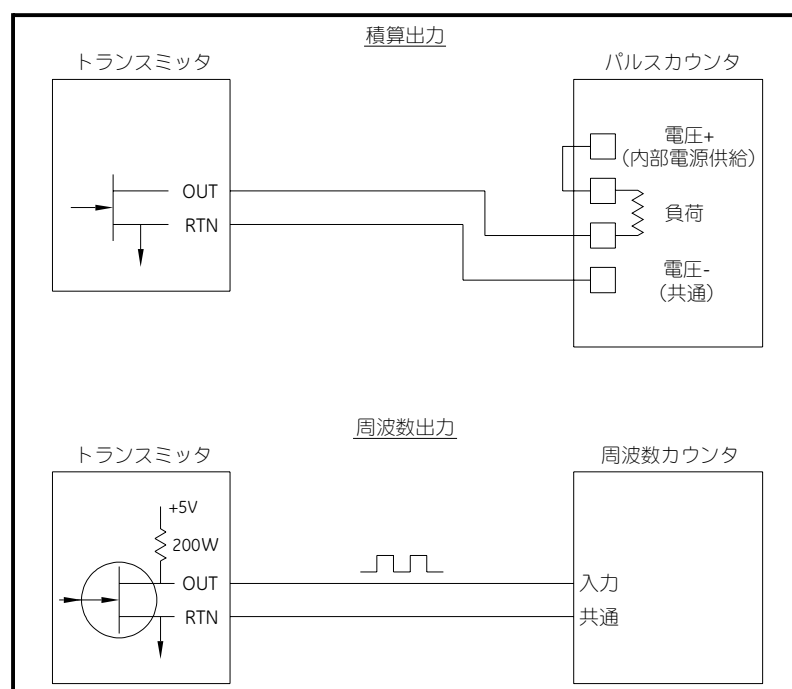 積算出力
トランスミッタ
パルスカウンタ
電圧+
(内部電源供給)
OUT
RTN
負荷
電圧-
(共通)
周波数出力
トランスミッタ
周波数カウンタ
+5V
200W
OUT
RTN
入力
共通